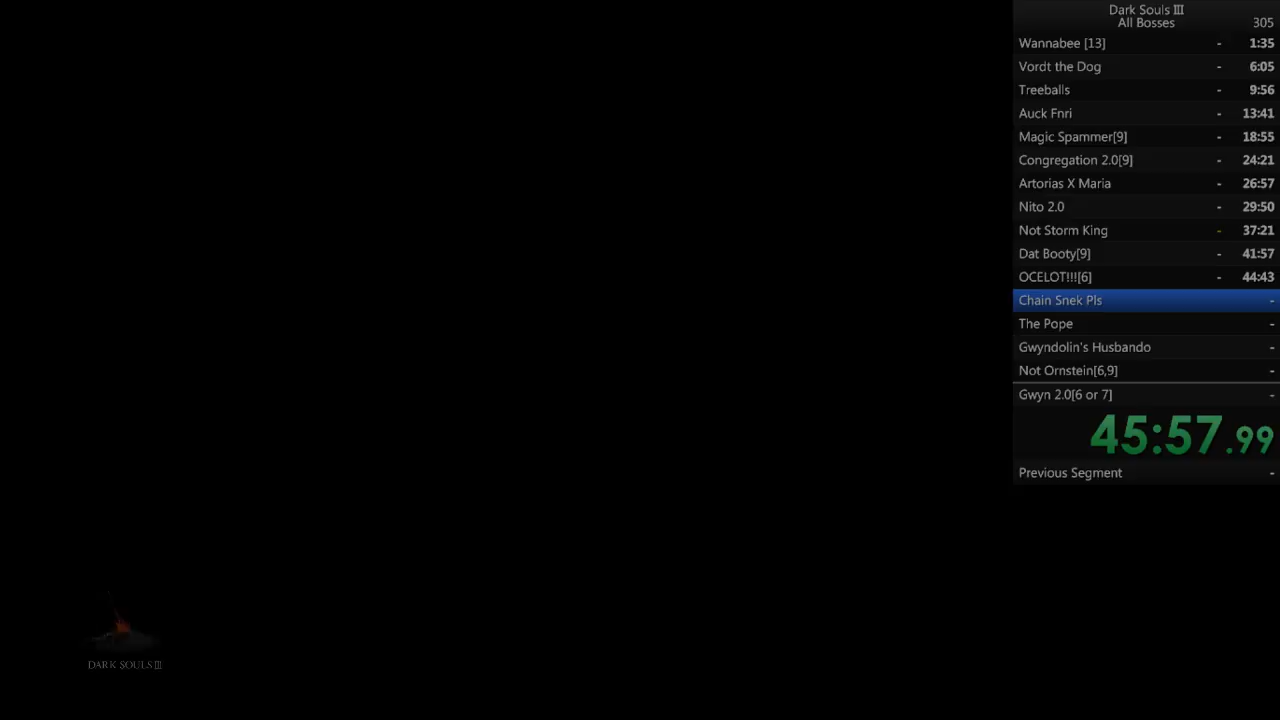 Dark Souls III
All Bosses 305
Wannabee [13] - 1:35
Vordt the Dog - 6:05
Treeballs - 9:56
Auck Fnri - 13:41
Magic Spammer[9] - 18:55
Congregation 2.0[9] - 24:21
Artorias X Maria - 26:57
Nito 2.0 - 29:50
Not Storm King - 37:21
Dat Booty[9] - 41:57
OCELOT!!![6] - 44:43
Chain Snek Pls -
The Pope -
Gwyndolin's Husbando -
Not Ornstein[6,9] -
Gwyn 2.0[6 or 7] -
45:57.99
Previous Segment -
DARK SOULS III